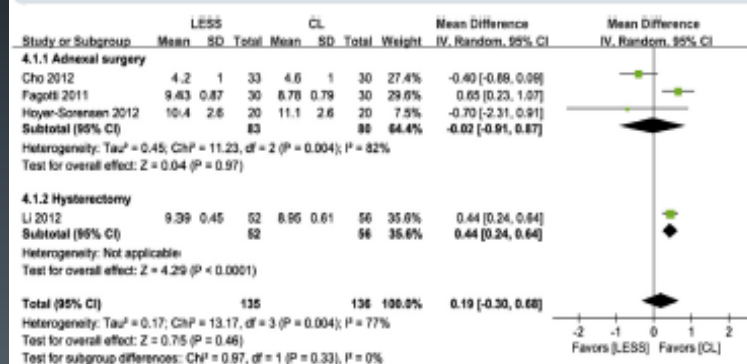 LESS CL Mean Difference Mean Difference
Study or Subgroup Mean SD Total Mean SD Total Weight IV. Random. 95% CI IV. Random. 95% CI
4.1.1 Adnexal surgery
Cho 2012 4.2 1 33 4.6 1 30 27.4% -0.40 [-0.89, 0.09]
Fagotti 2011 9.43 0.87 30 8.78 0.79 30 29.6% 0.65 [0.23, 1.07]
Hoyer-Sorensen 2012 10.4 2.6 20 11.1 2.6 20 7.5% -0.70 [-2.31, 0.91]
Subtotal (95% CI) 83 80 64.4% -0.02 [-0.91, 0.87]
Heterogeneity: Tau² = 0.45; Chi² = 11.23, df = 2 (P = 0.004); I² = 82%
Test for overall effect: Z = 0.04 (P = 0.97)
4.1.2 Hysterectomy
Li 2012 9.39 0.45 52 8.95 0.61 56 35.6% 0.44 [0.24, 0.64]
Subtotal (95% CI) 52 56 35.6% 0.44 [0.24, 0.64]
Heterogeneity: Not applicable
Test for overall effect: Z = 4.29 (P < 0.0001)
Total (95% CI) 135 136 100.0% 0.19 [-0.30, 0.68]
Heterogeneity: Tau² = 0.17; Chi² = 13.17, df = 3 (P = 0.004); I² = 77%
Test for overall effect: Z = 0.75 (P = 0.46)
Test for subgroup differences: Chi² = 0.97, df = 1 (P = 0.33), I² = 0%
-2 -1 0 1 2
Favors [LESS] Favors [CL]